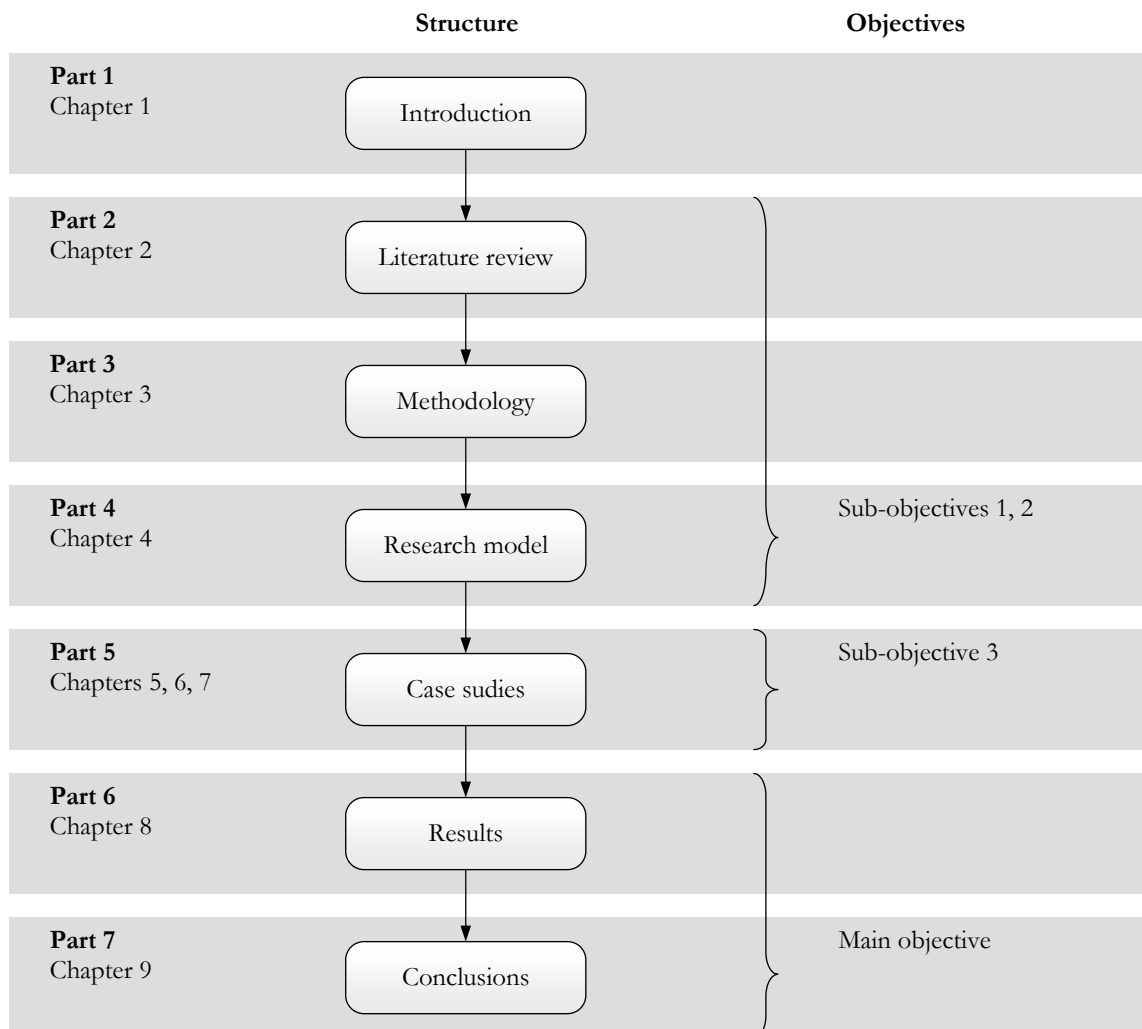 Structure
Objectives
Part 1
Chapter 1
Introduction
Part 2
Chapter 2
Literature review
Part 3
Chapter 3
Methodology
Part 4
Chapter 4
Research model
Sub-objectives 1, 2
Part 5
Chapters 5, 6, 7
Case sudies
Sub-objective 3
Part 6
Chapter 8
Results
Part 7
Chapter 9
Conclusions
Main objective